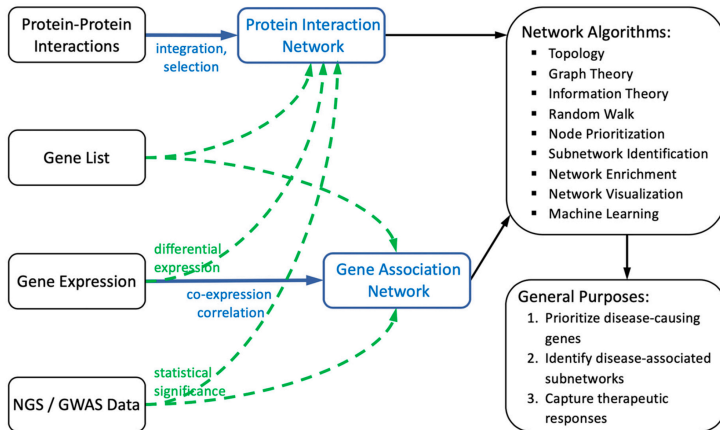 Protein-Protein
Interactions
integration,
selection
Protein Interaction
Network
Gene List
Gene Expression
differential
expression
co-expression
correlation
Gene Association
Network
NGS / GWAS Data
statistical
significance
Network Algorithms:
▪ Topology
▪ Graph Theory
▪ Information Theory
▪ Random Walk
▪ Node Prioritization
▪ Subnetwork Identification
▪ Network Enrichment
▪ Network Visualization
▪ Machine Learning
General Purposes:
1. Prioritize disease-causing
genes
2. Identify disease-associated
subnetworks
3. Capture therapeutic
responses